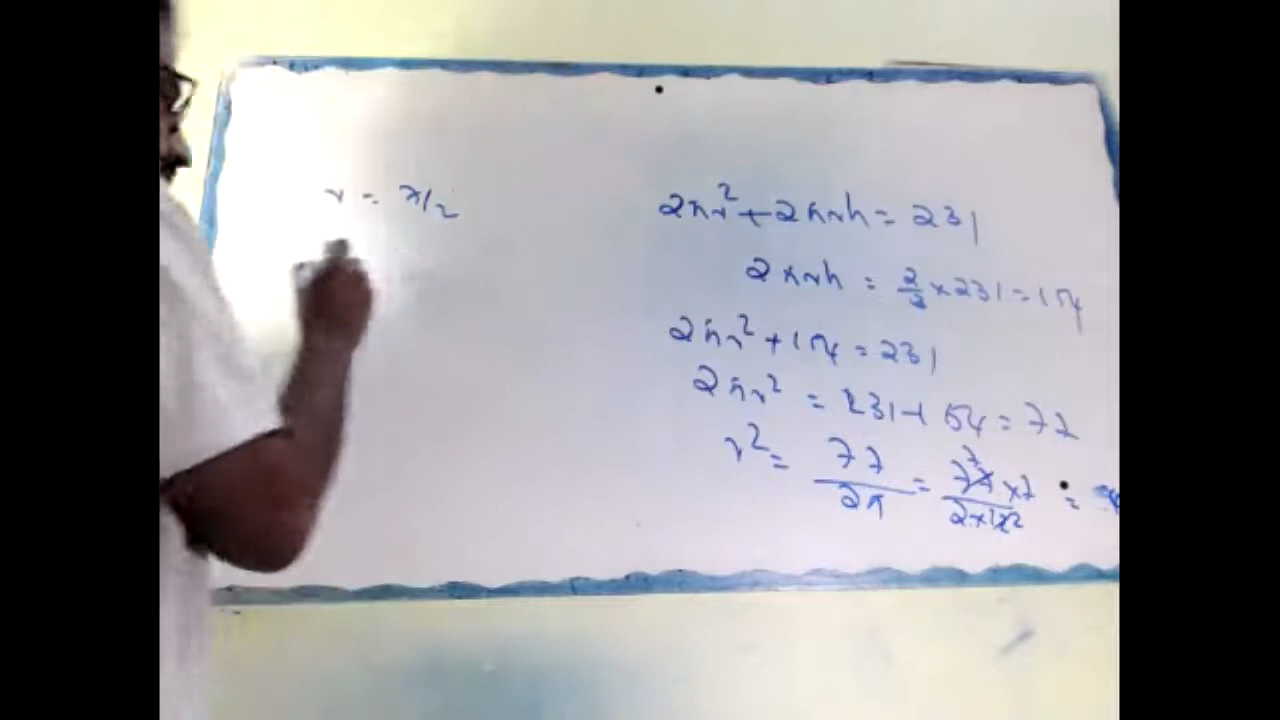 r = 7/2
2πr² + 2πrh = 231
2πrh = 2/3 × 231 = 154
2πr² + 154 = 231
2πr² = 231 - 154 = 77
r² = 77/2π = 77 × 7/2 × 22 =